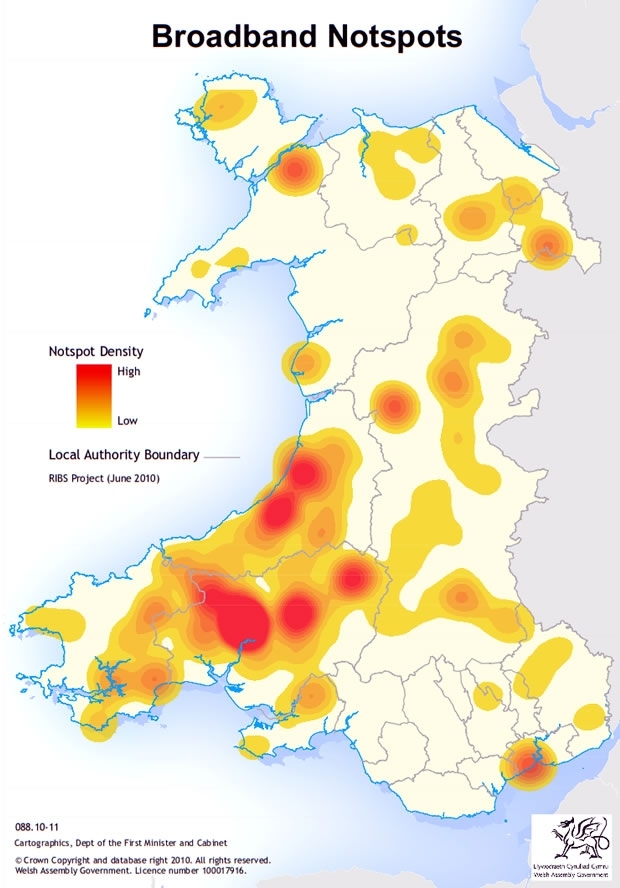 Broadband Notspots
Notspot Density
High
Low
Local Authority Boundary
RIBS Project (June 2010)
088.10-11
Cartographics, Dept of the First Minister and Cabinet
© Crown Copyright and database right 2010. All rights reserved.
Welsh Assembly Government. Licence number 100017916.
Llywodraeth Cynulliad Cymru
Welsh Assembly Government